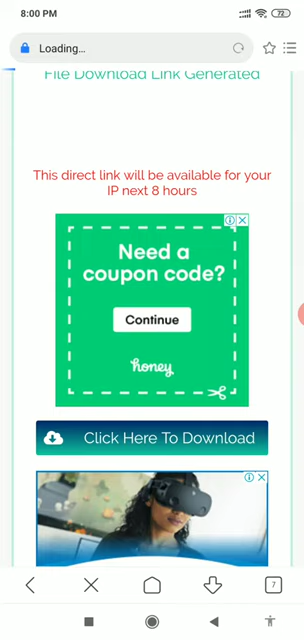 8:00 PM
72
Loading...
File Download Link Generated
This direct link will be available for your
IP next 8 hours
Need a
coupon code?
Continue
honey
Click Here To Download
7